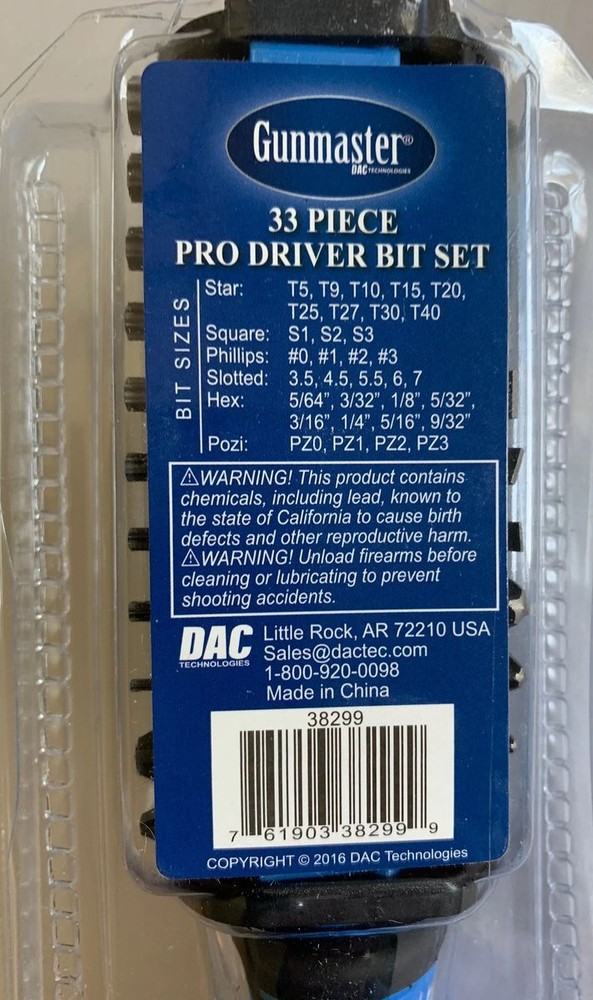 Gunmaster®
DAC TECHNOLOGIES
33 PIECE
PRO DRIVER BIT SET
BIT SIZES
Star: T5, T9, T10, T15, T20,
T25, T27, T30, T40
Square: S1, S2, S3
Phillips: #0, #1, #2, #3
Slotted: 3.5, 4.5, 5.5, 6, 7
Hex: 5/64”, 3/32”, 1/8”, 5/32”,
3/16”, 1/4”, 5/16”, 9/32”
Pozi: PZ0, PZ1, PZ2, PZ3
⚠WARNING! This product contains
chemicals, including lead, known to
the state of California to cause birth
defects and other reproductive harm.
⚠WARNING! Unload firearms before
cleaning or lubricating to prevent
shooting accidents.
DAC
TECHNOLOGIES
Little Rock, AR 72210 USA
Sales@dactec.com
1-800-920-0098
Made in China
38299
7 61903 38299 9
COPYRIGHT © 2016 DAC Technologies